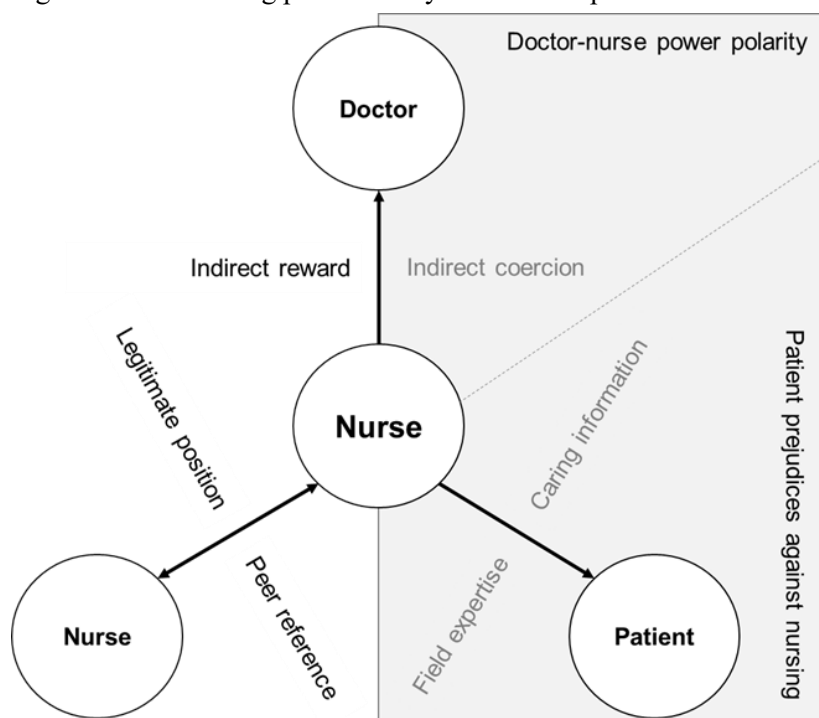 Doctor-nurse power polarity
Doctor
Indirect reward
Indirect coercion
Legitimate position
Nurse
Caring information
Patient prejudices against nursing
Peer reference
Field expertise
Nurse
Patient